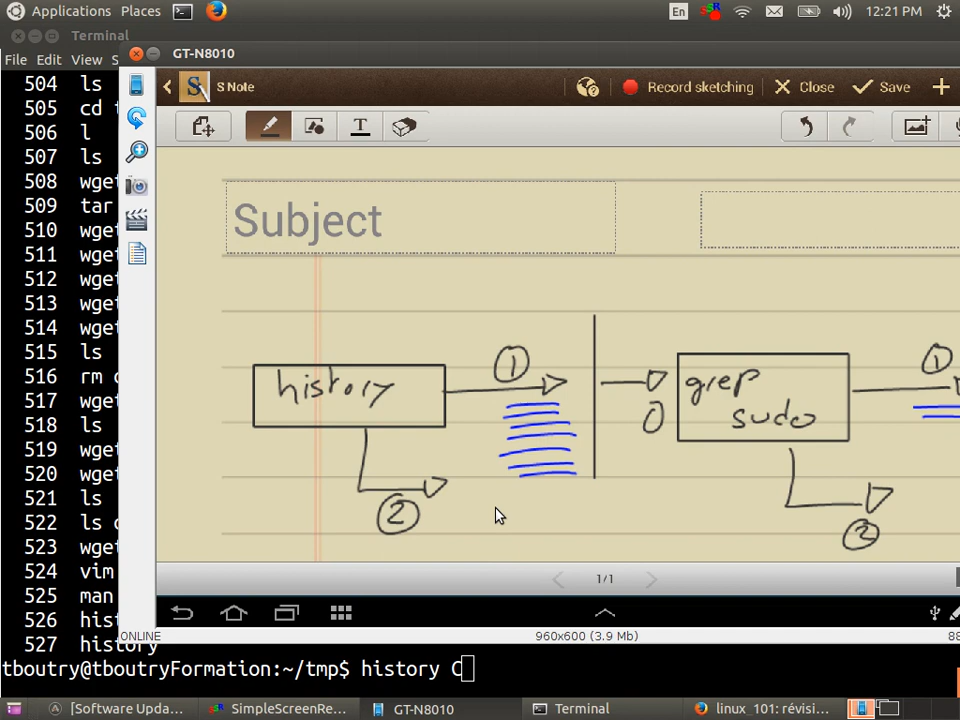 Applications Places En 12:21 PM
Terminal
File Edit View S
GT-N8010
504 ls
505 cd t
506 l
507 ls
508 wget
509 tar
510 wget
511 wget
512 wget
513 wget
514 wget
515 ls
516 rm
517 wget
518 ls
519 wget
520 wget
521 ls
522 ls
523 wget
524 vim
525 man
526 hist
527 history
S Note Record sketching Close Save
T
Subject
history
1
2
0
grep
sudo
1
2
1/1
ONLINE 960x600 (3.9 Mb) 88
tboutry@tboutryFormation:~/tmp$ history C
[Software Upda... SimpleScreenRe... GT-N8010 Terminal linux_101: révisi...